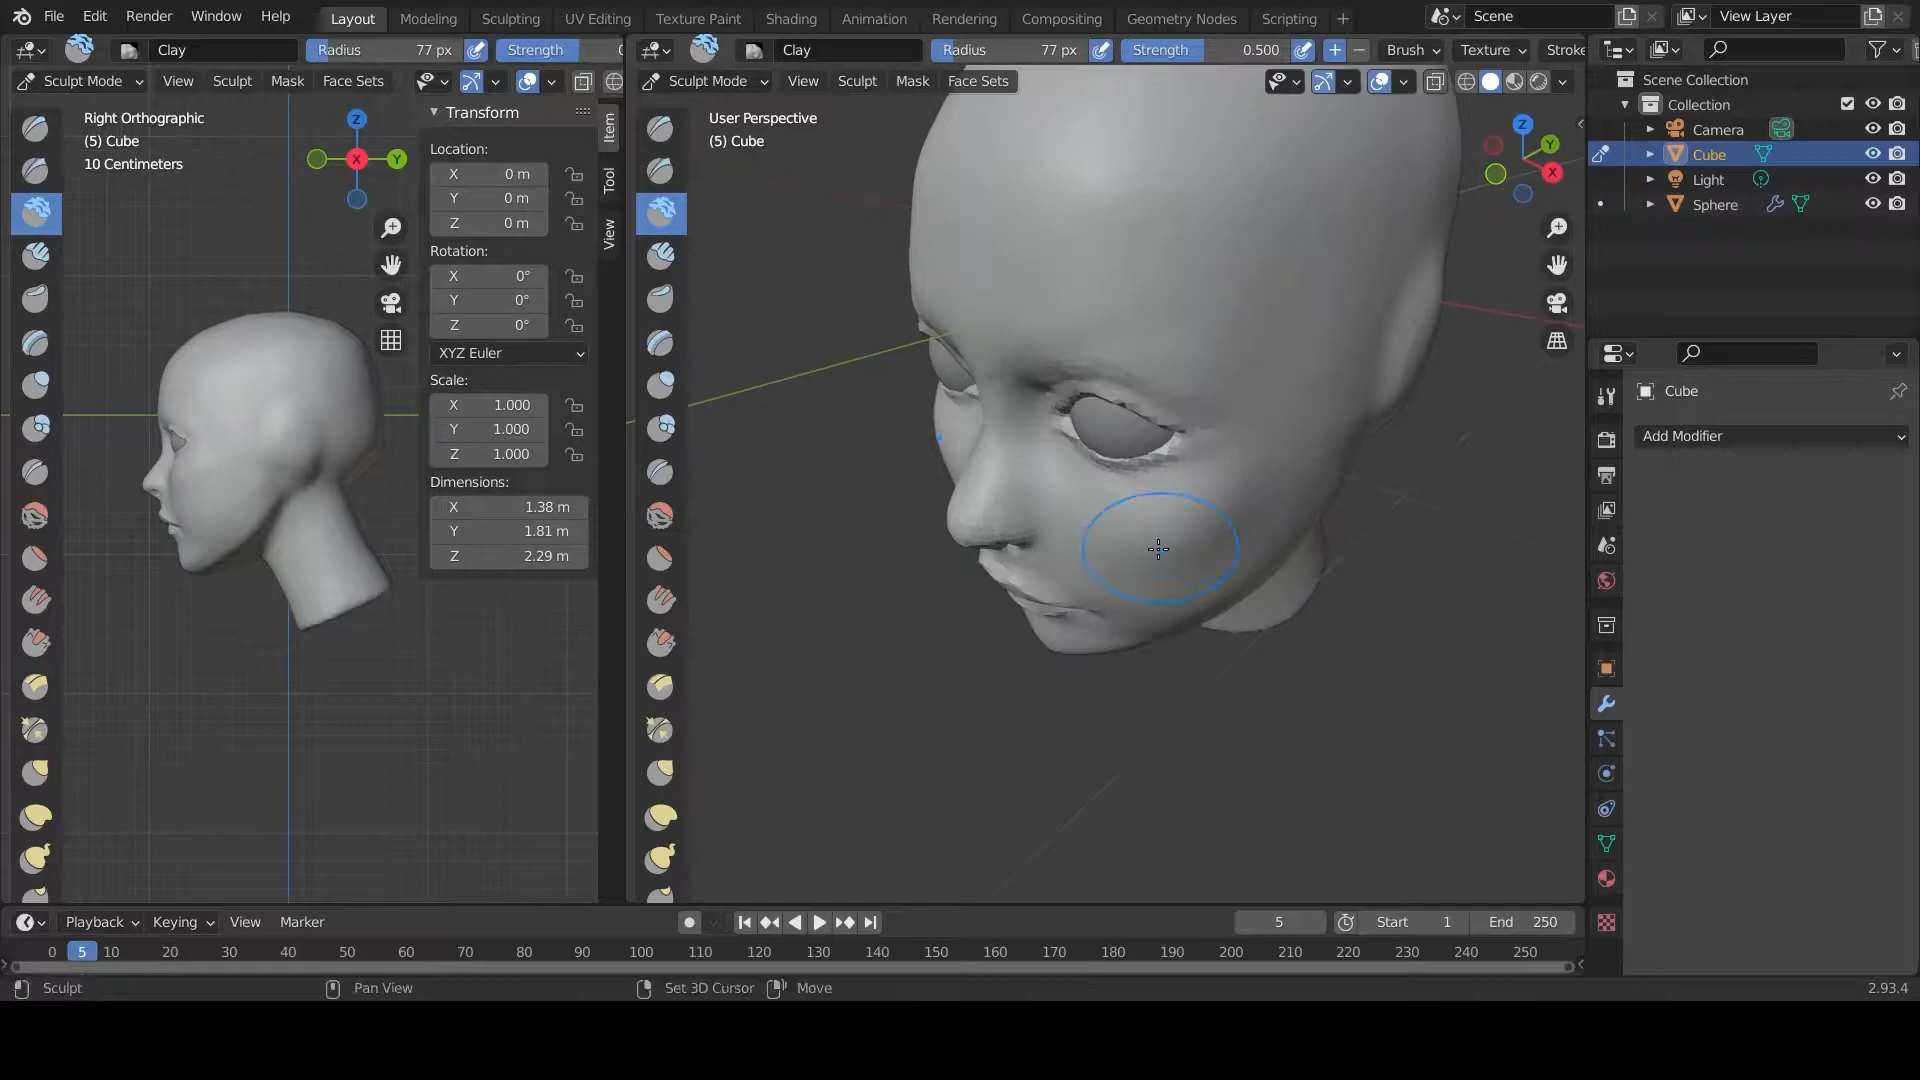 File Edit Render Window Help Layout Modeling Sculpting UV Editing Texture Paint Shading Animation Rendering Compositing Geometry Nodes Scripting + Scene View Layer
Clay Radius 77 px Strength
Clay Radius 77 px Strength 0.500 Brush Texture Stroke
Sculpt Mode View Sculpt Mask Face Sets
Sculpt Mode View Sculpt Mask Face Sets
Right Orthographic
(5) Cube
10 Centimeters
Z
X
Y
Transform
Location:
X 0 m
Y 0 m
Z 0 m
Rotation:
X 0°
Y 0°
Z 0°
XYZ Euler
Scale:
X 1.000
Y 1.000
Z 1.000
Dimensions:
X 1.38 m
Y 1.81 m
Z 2.29 m
Item
Tool
View
User Perspective
(5) Cube
Z
Y
X
Scene Collection
Collection
Camera
Cube
Light
Sphere
Cube
Add Modifier
Playback Keying View Marker 5 Start 1 End 250
0 5 10 20 30 40 50 60 70 80 90 100 110 120 130 140 150 160 170 180 190 200 210 220 230 240 250
Sculpt Pan View Set 3D Cursor Move 2.93.4